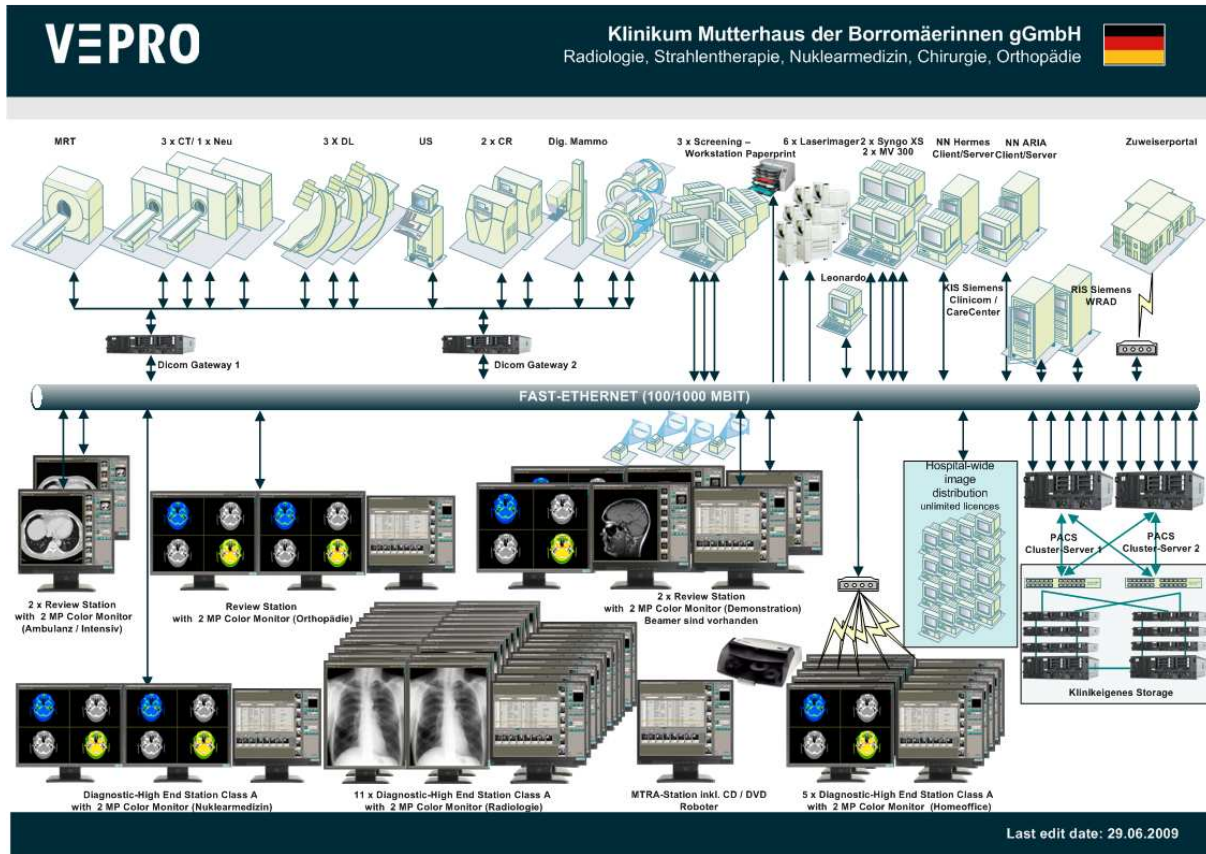 VEPRO
Klinikum Mutterhaus der Borromäerinnen gGmbH
Radiologie, Strahlentherapie, Nuklearmedizin, Chirurgie, Orthopädie
MRT
3 x CT/ 1 x Neu
3 X DL
US
2 x CR
Dig. Mammo
3 x Screening –
Workstation Paperprint
6 x Laserimager
2 x Syngo XS
2 x MV 300
NN Hermes
Client/Server
NN ARIA
Client/Server
Zuweiserportal
Leonardo
KIS Siemens
Clinicom /
CareCenter
RIS Siemens
WRAD
Dicom Gateway 1
Dicom Gateway 2
FAST-ETHERNET (100/1000 MBIT)
Hospital-wide
image
distribution
unlimited licences
PACS
Cluster-Server 1
PACS
Cluster-Server 2
2 x Review Station
with 2 MP Color Monitor
(Ambulanz / Intensiv)
Review Station
with 2 MP Color Monitor (Orthopädie)
2 x Review Station
with 2 MP Color Monitor (Demonstration)
Beamer sind vorhanden
Klinikeigenes Storage
Diagnostic-High End Station Class A
with 2 MP Color Monitor (Nuklearmedizin)
11 x Diagnostic-High End Station Class A
with 2 MP Color Monitor (Radiologie)
MTRA-Station inkl. CD / DVD
Roboter
5 x Diagnostic-High End Station Class A
with 2 MP Color Monitor (Homeoffice)
Last edit date: 29.06.2009